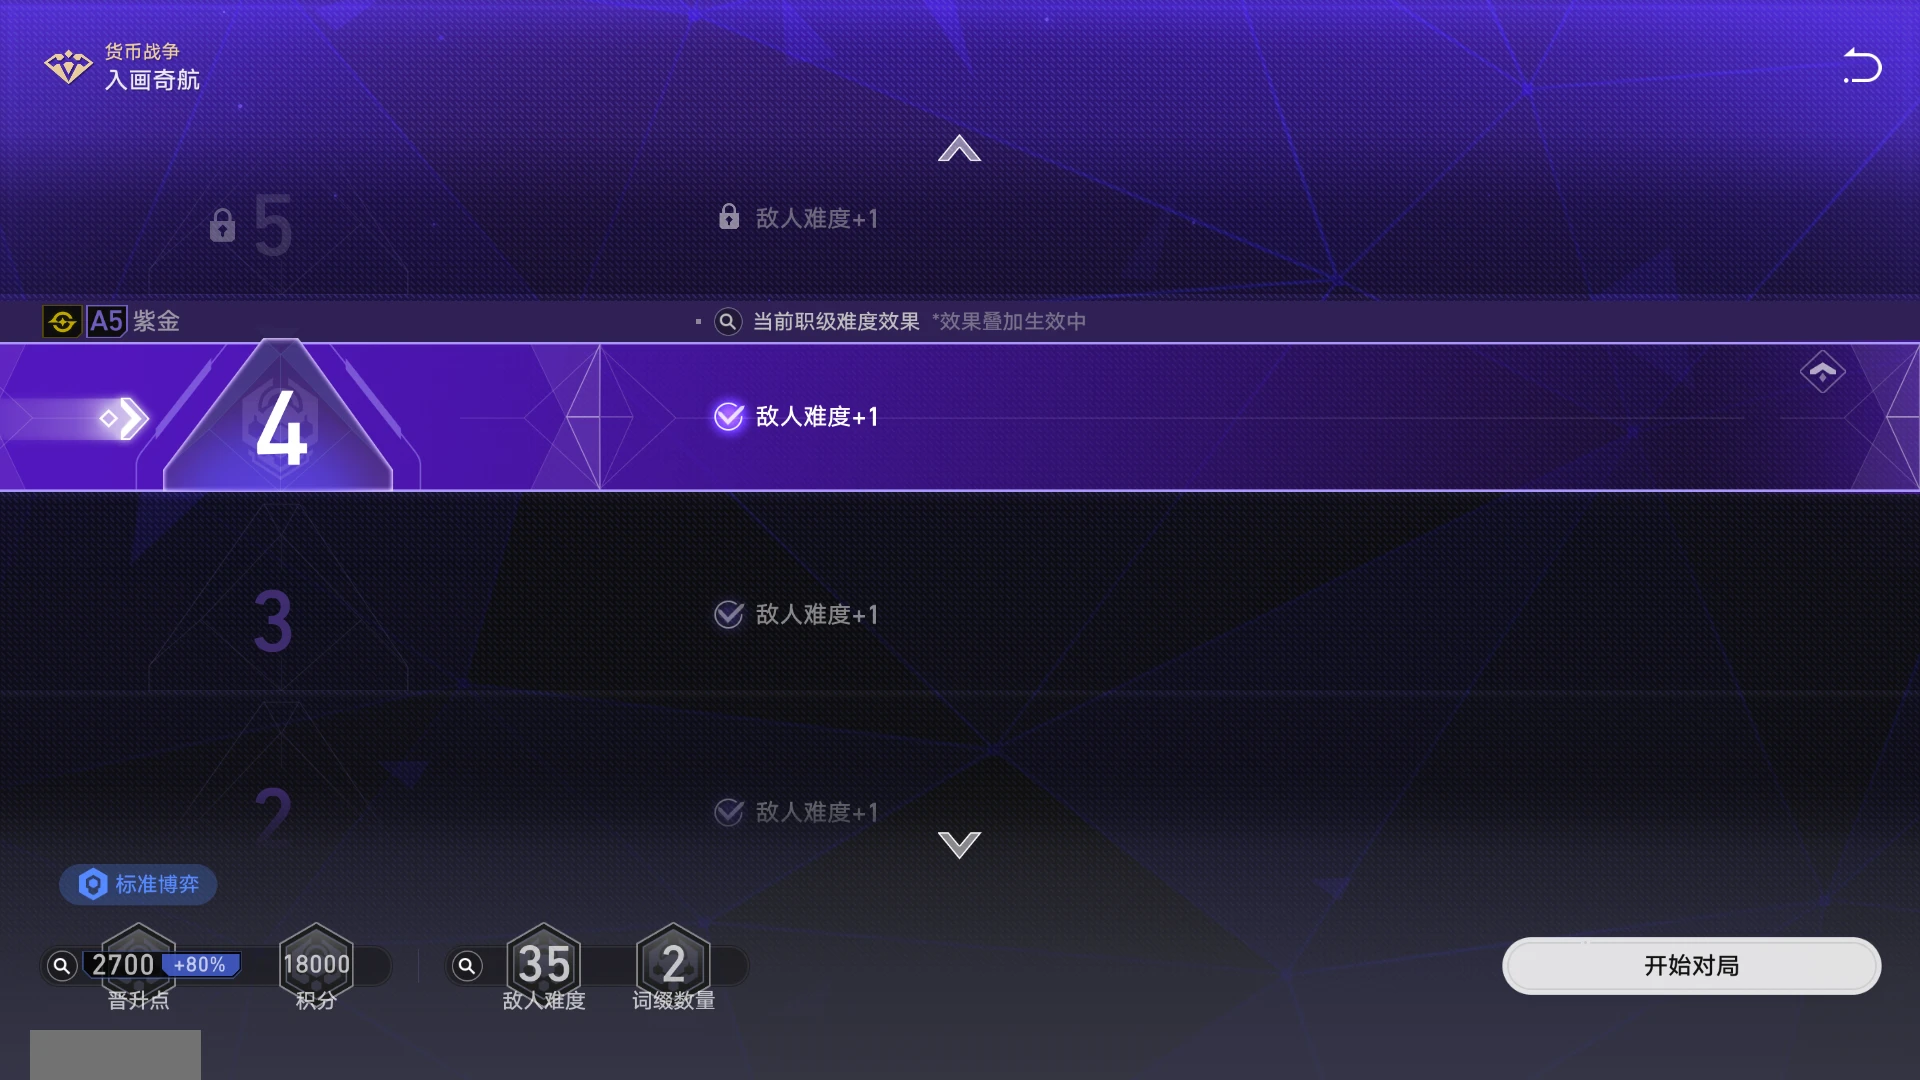 货币战争
入画奇航
5
敌人难度+1
A5 紫金
当前职级难度效果 *效果叠加生效中
4
敌人难度+1
3
敌人难度+1
2
敌人难度+1
标准博弈
2700 +80%
晋升点
18000
积分
35
敌人难度
2
词缀数量
开始对局